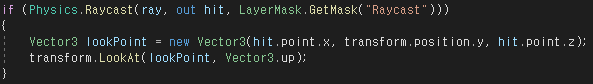 if (Physics.Raycast(ray, out hit, LayerMask.GetMask("Raycast")))
{
Vector3 lookPoint = new Vector3(hit.point.x, transform.position.y, hit.point.z);
transform.LookAt(lookPoint, Vector3.up);
}